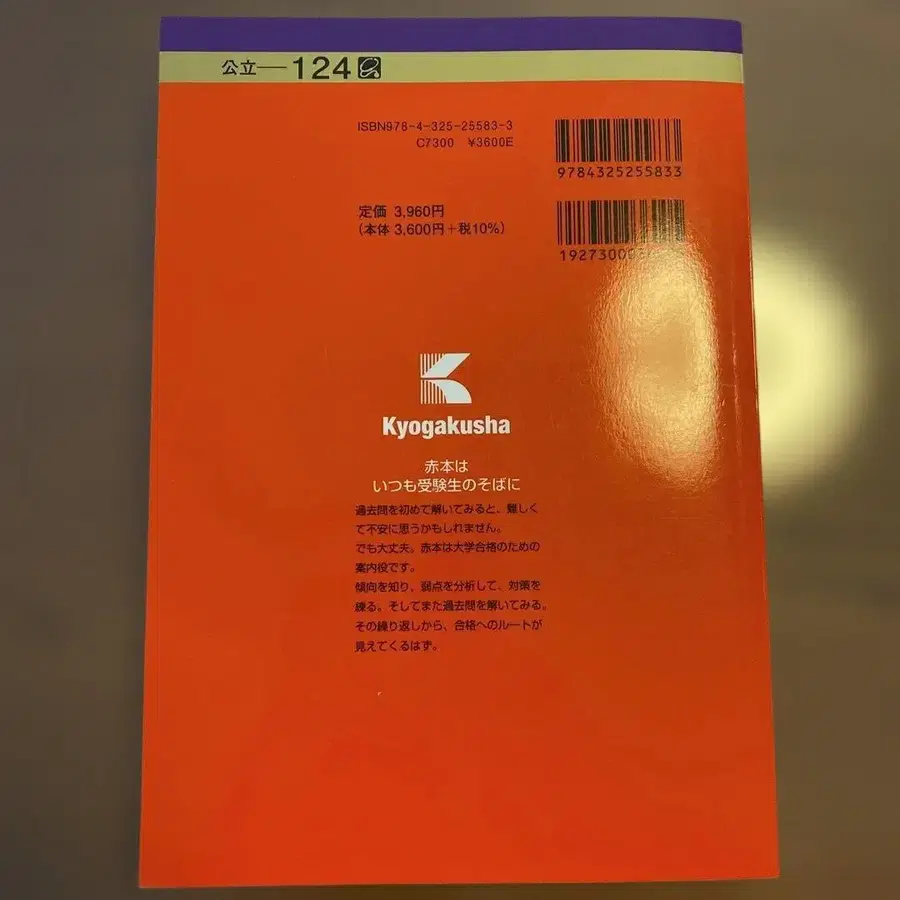 公立―124
ISBN978-4-325-25583-3
C7300 ¥3600E
9784325255833
定価 3,960円
(本体 3,600円+税10%)
Kyogakusha
赤本は
いつも受験生のそばに
過去問を初めて解いてみると、難しく
て不安に思うかもしれません。
でも大丈夫。赤本は大学合格のための
案内役です。
傾向を知り、弱点を分析して、対策を
練る。そしてまた過去問を解いてみる。
その繰り返しから、合格へのルートが
見えてくるはず。